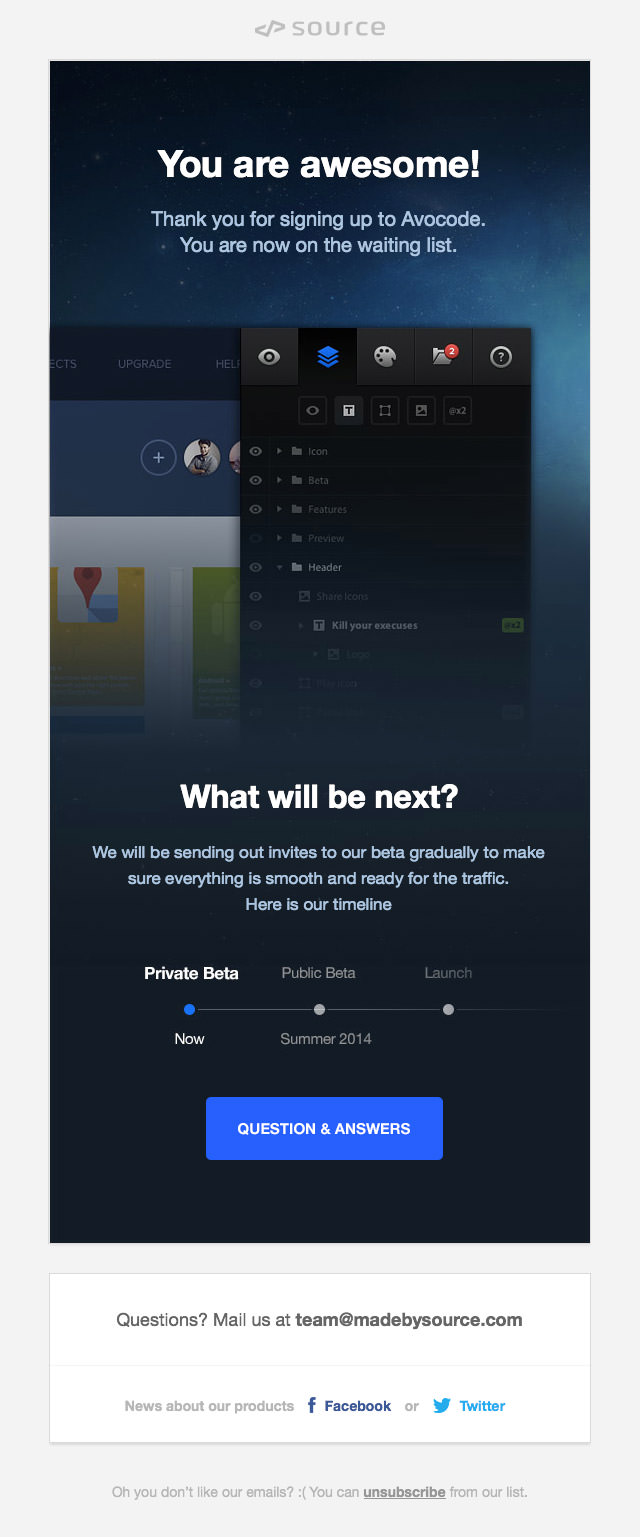 source
You are awesome!
Thank you for signing up to Avocode.
You are now on the waiting list.
ECTS UPGRADE HELP
2
?
T @x2
Icon
Beta
Features
Preview
Header
Share Icons
T Kill your execuses @x2
Logo
Play Icon
What will be next?
We will be sending out invites to our beta gradually to make
sure everything is smooth and ready for the traffic.
Here is our timeline
Private Beta Public Beta Launch
Now Summer 2014
QUESTION & ANSWERS
Questions? Mail us at team@madebysource.com
News about our products Facebook or Twitter
Oh you don't like our emails? :( You can unsubscribe from our list.